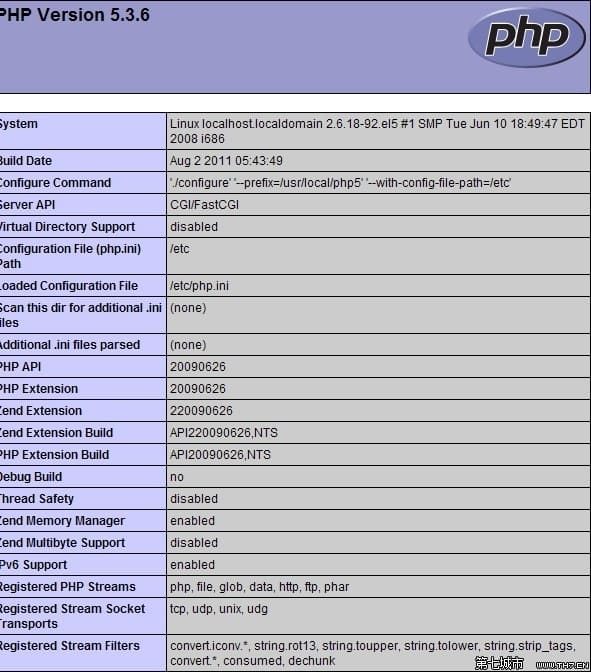 PHP Version 5.3.6
php
System Linux localhost.localdomain 2.6.18-92.el5 #1 SMP Tue Jun 10 18:49:47 EDT
2008 i686
Build Date Aug 2 2011 05:43:49
Configure Command './configure' '--prefix=/usr/local/php5' '--with-config-file-path=/etc'
Server API CGI/FastCGI
Virtual Directory Support disabled
Configuration File (php.ini) /etc
Path
Loaded Configuration File /etc/php.ini
Scan this dir for additional .ini (none)
files
Additional .ini files parsed (none)
PHP API 20090626
PHP Extension 20090626
Zend Extension 220090626
Zend Extension Build API220090626,NTS
PHP Extension Build API20090626,NTS
Debug Build no
Thread Safety disabled
Zend Memory Manager enabled
Zend Multibyte Support disabled
IPv6 Support enabled
Registered PHP Streams php, file, glob, data, http, ftp, phar
Registered Stream Socket tcp, udp, unix, udg
Transports
Registered Stream Filters convert.iconv.*, string.rot13, string.toupper, string.tolower, string.strip_tags,
convert.*, consumed, dechunk
第七城市 WWW.TH7.CN